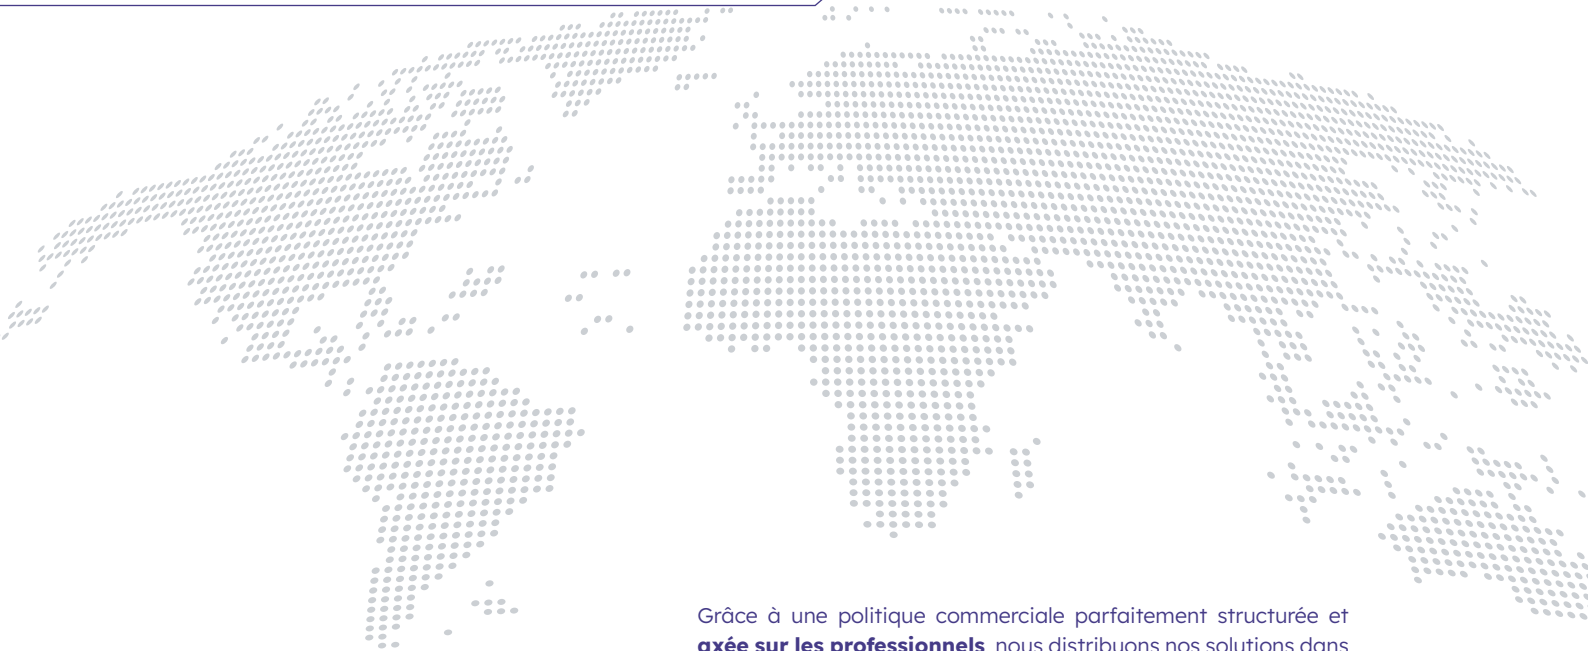 Grâce à une politique commerciale parfaitement structurée et
axée sur les professionnels, nous distribuons nos solutions dans